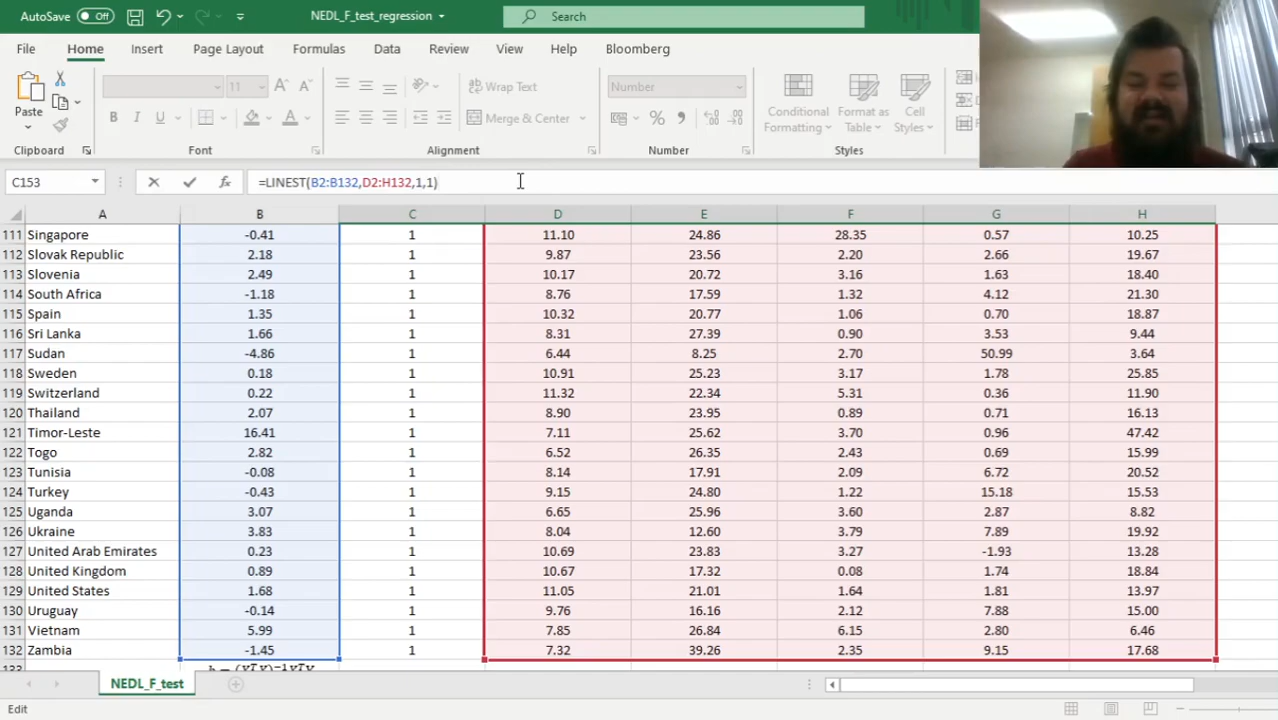 AutoSave Off NEDL_F_test_regression Search
File Home Insert Page Layout Formulas Data Review View Help Bloomberg
Paste 11 A A ab Wrap Text Number Conditional Formatting Format as Table Cell Styles
B I U A Merge & Center %
Clipboard Font Alignment Number Styles
C153 fx =LINEST(B2:B132,D2:H132,1,1)
A B C D E F G H
111 Singapore -0.41 1 11.10 24.86 28.35 0.57 10.25
112 Slovak Republic 2.18 1 9.87 23.56 2.20 2.66 19.67
113 Slovenia 2.49 1 10.17 20.72 3.16 1.63 18.40
114 South Africa -1.18 1 8.76 17.59 1.32 4.12 21.30
115 Spain 1.35 1 10.32 20.77 1.06 0.70 18.87
116 Sri Lanka 1.66 1 8.31 27.39 0.90 3.53 9.44
117 Sudan -4.86 1 6.44 8.25 2.70 50.99 3.64
118 Sweden 0.18 1 10.91 25.23 3.17 1.78 25.85
119 Switzerland 0.22 1 11.32 22.34 5.31 0.36 11.90
120 Thailand 2.07 1 8.90 23.95 0.89 0.71 16.13
121 Timor-Leste 16.41 1 7.11 25.62 3.70 0.96 47.42
122 Togo 2.82 1 6.52 26.35 2.43 0.69 15.99
123 Tunisia -0.08 1 8.14 17.91 2.09 6.72 20.52
124 Turkey -0.43 1 9.15 24.80 1.22 15.18 15.53
125 Uganda 3.07 1 6.65 25.96 3.60 2.87 8.82
126 Ukraine 3.83 1 8.04 12.60 3.79 7.89 19.92
127 United Arab Emirates 0.23 1 10.69 23.83 3.27 -1.93 13.28
128 United Kingdom 0.89 1 10.67 17.32 0.08 1.74 18.84
129 United States 1.68 1 11.05 21.01 1.64 1.81 13.97
130 Uruguay -0.14 1 9.76 16.16 2.12 7.88 15.00
131 Vietnam 5.99 1 7.85 26.84 6.15 2.80 6.46
132 Zambia -1.45 1 7.32 39.26 2.35 9.15 17.68
NEDL_F_test
Edit